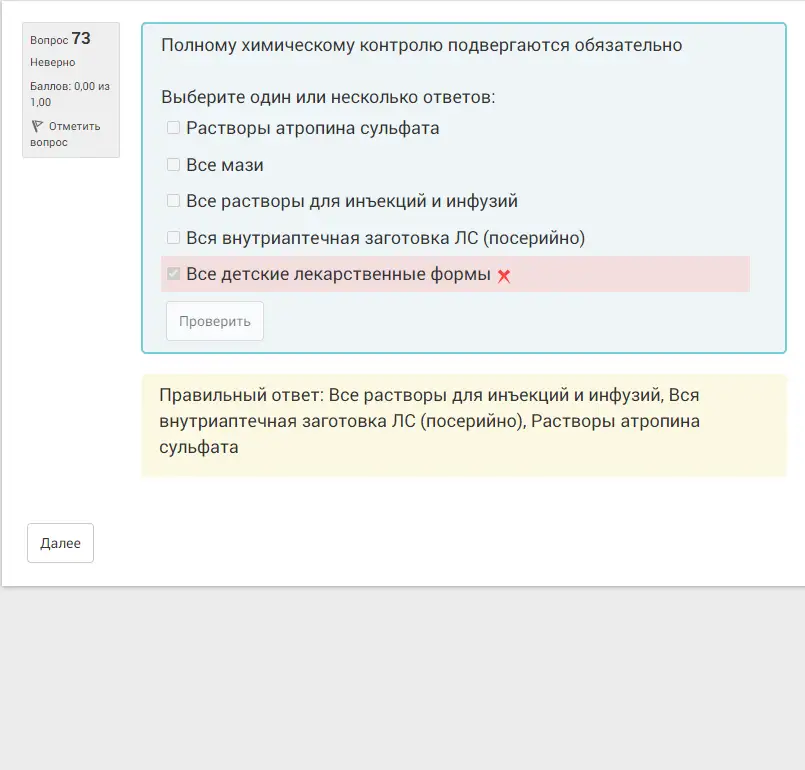 Вопрос 73
Неверно
Баллов: 0,00 из
1,00
Отметить
вопрос
Полному химическому контролю подвергаются обязательно
Выберите один или несколько ответов:
Растворы атропина сульфата
Все мази
Все растворы для инъекций и инфузий
Вся внутриаптечная заготовка ЛС (посерийно)
Все детские лекарственные формы
Проверить
Правильный ответ: Все растворы для инъекций и инфузий, Вся
внутриаптечная заготовка ЛС (посерийно), Растворы атропина
сульфата
Далее